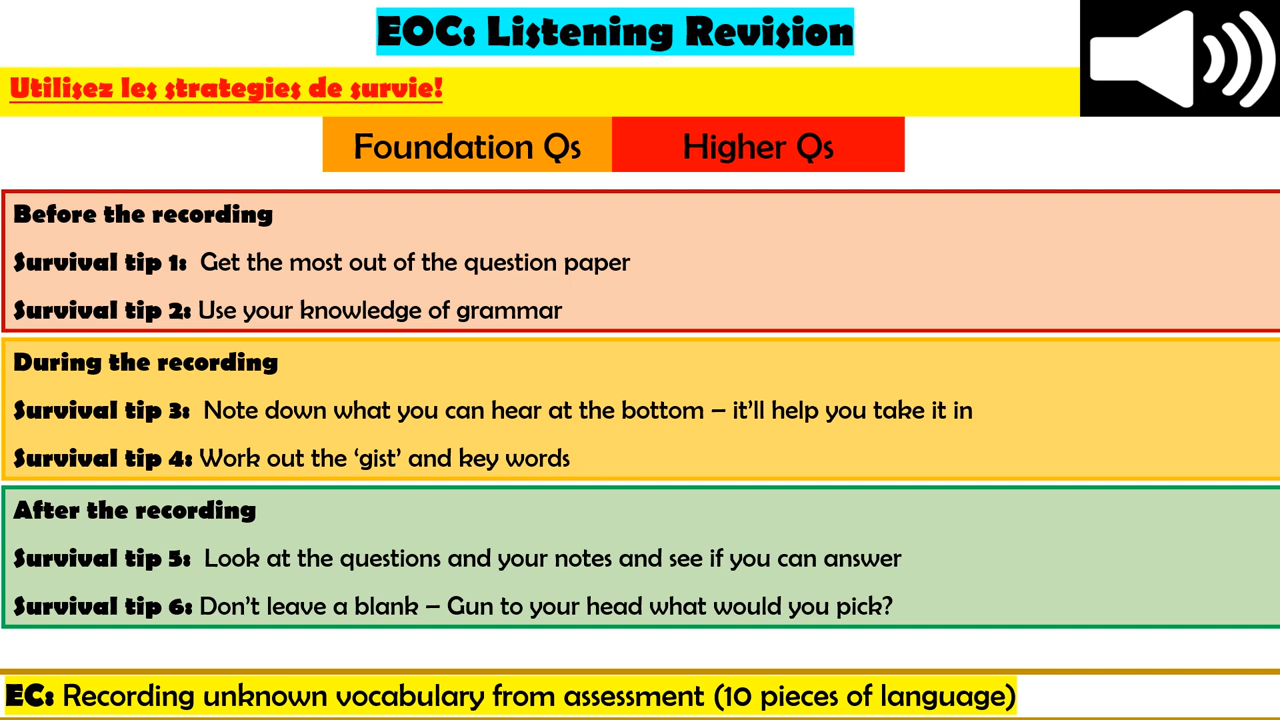 EOC: Listening Revision
Utilisez les strategies de survie!
Foundation Qs
Higher Qs
Before the recording
Survival tip 1: Get the most out of the question paper
Survival tip 2: Use your knowledge of grammar
During the recording
Survival tip 3: Note down what you can hear at the bottom – it’ll help you take it in
Survival tip 4: Work out the ‘gist’ and key words
After the recording
Survival tip 5: Look at the questions and your notes and see if you can answer
Survival tip 6: Don’t leave a blank – Gun to your head what would you pick?
EC: Recording unknown vocabulary from assessment (10 pieces of language)